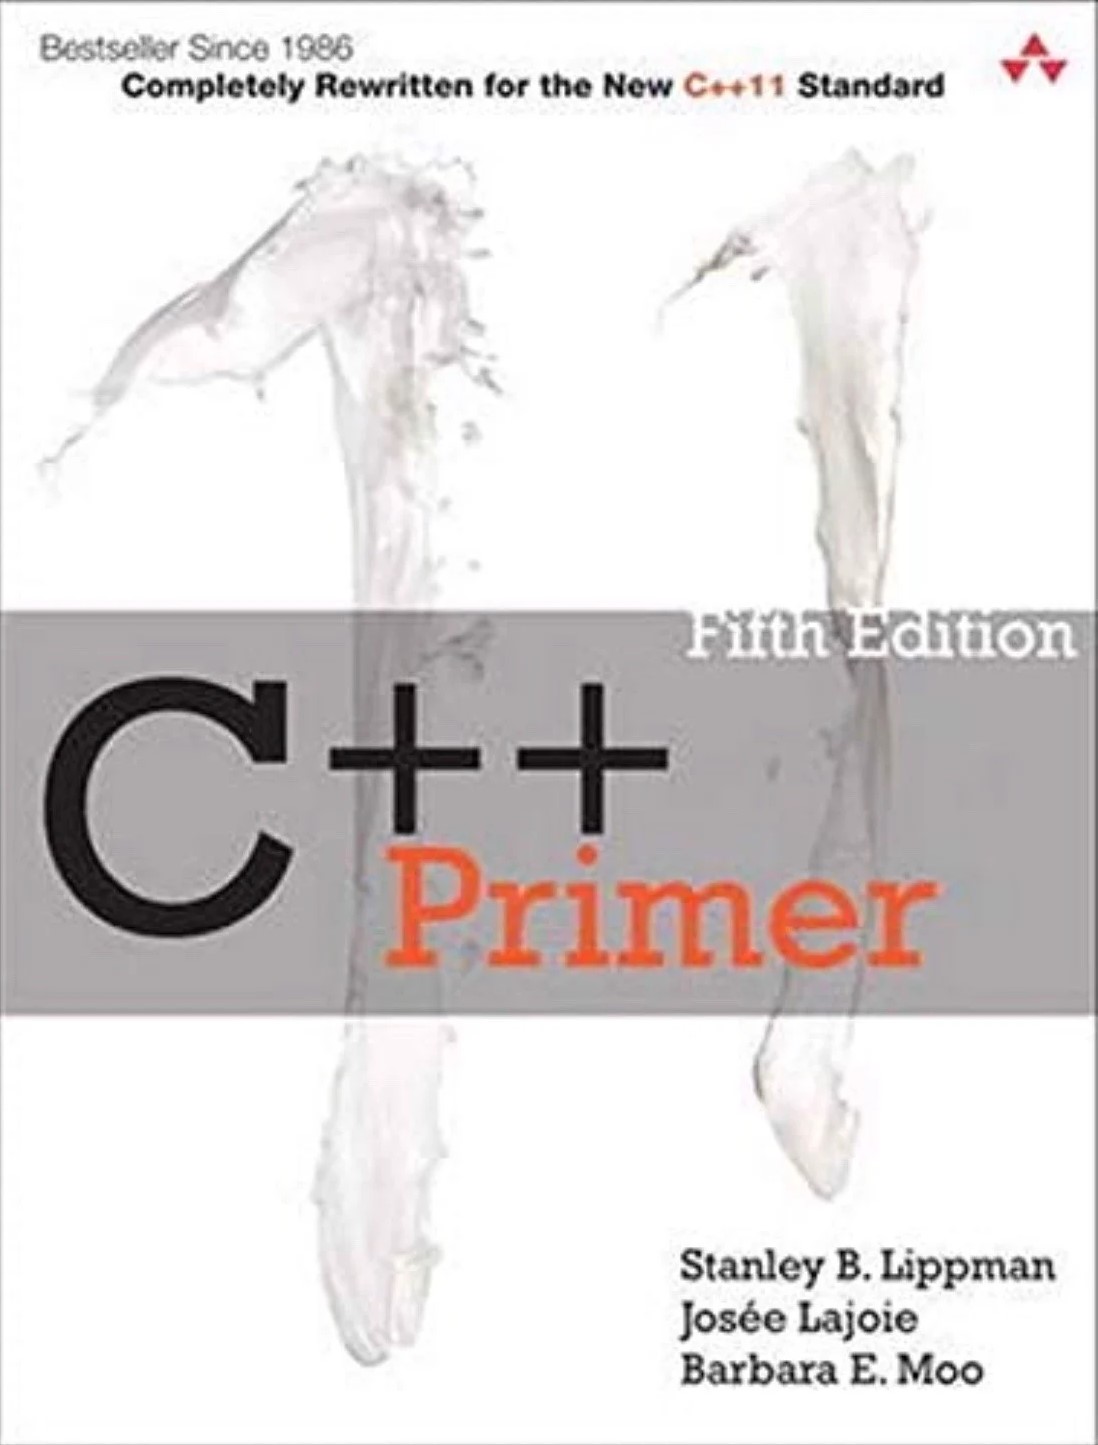 Bestseller Since 1986
Completely Rewritten for the New C++11 Standard
Fifth Edition
C++
Primer
Stanley B. Lippman
Josée Lajoie
Barbara E. Moo